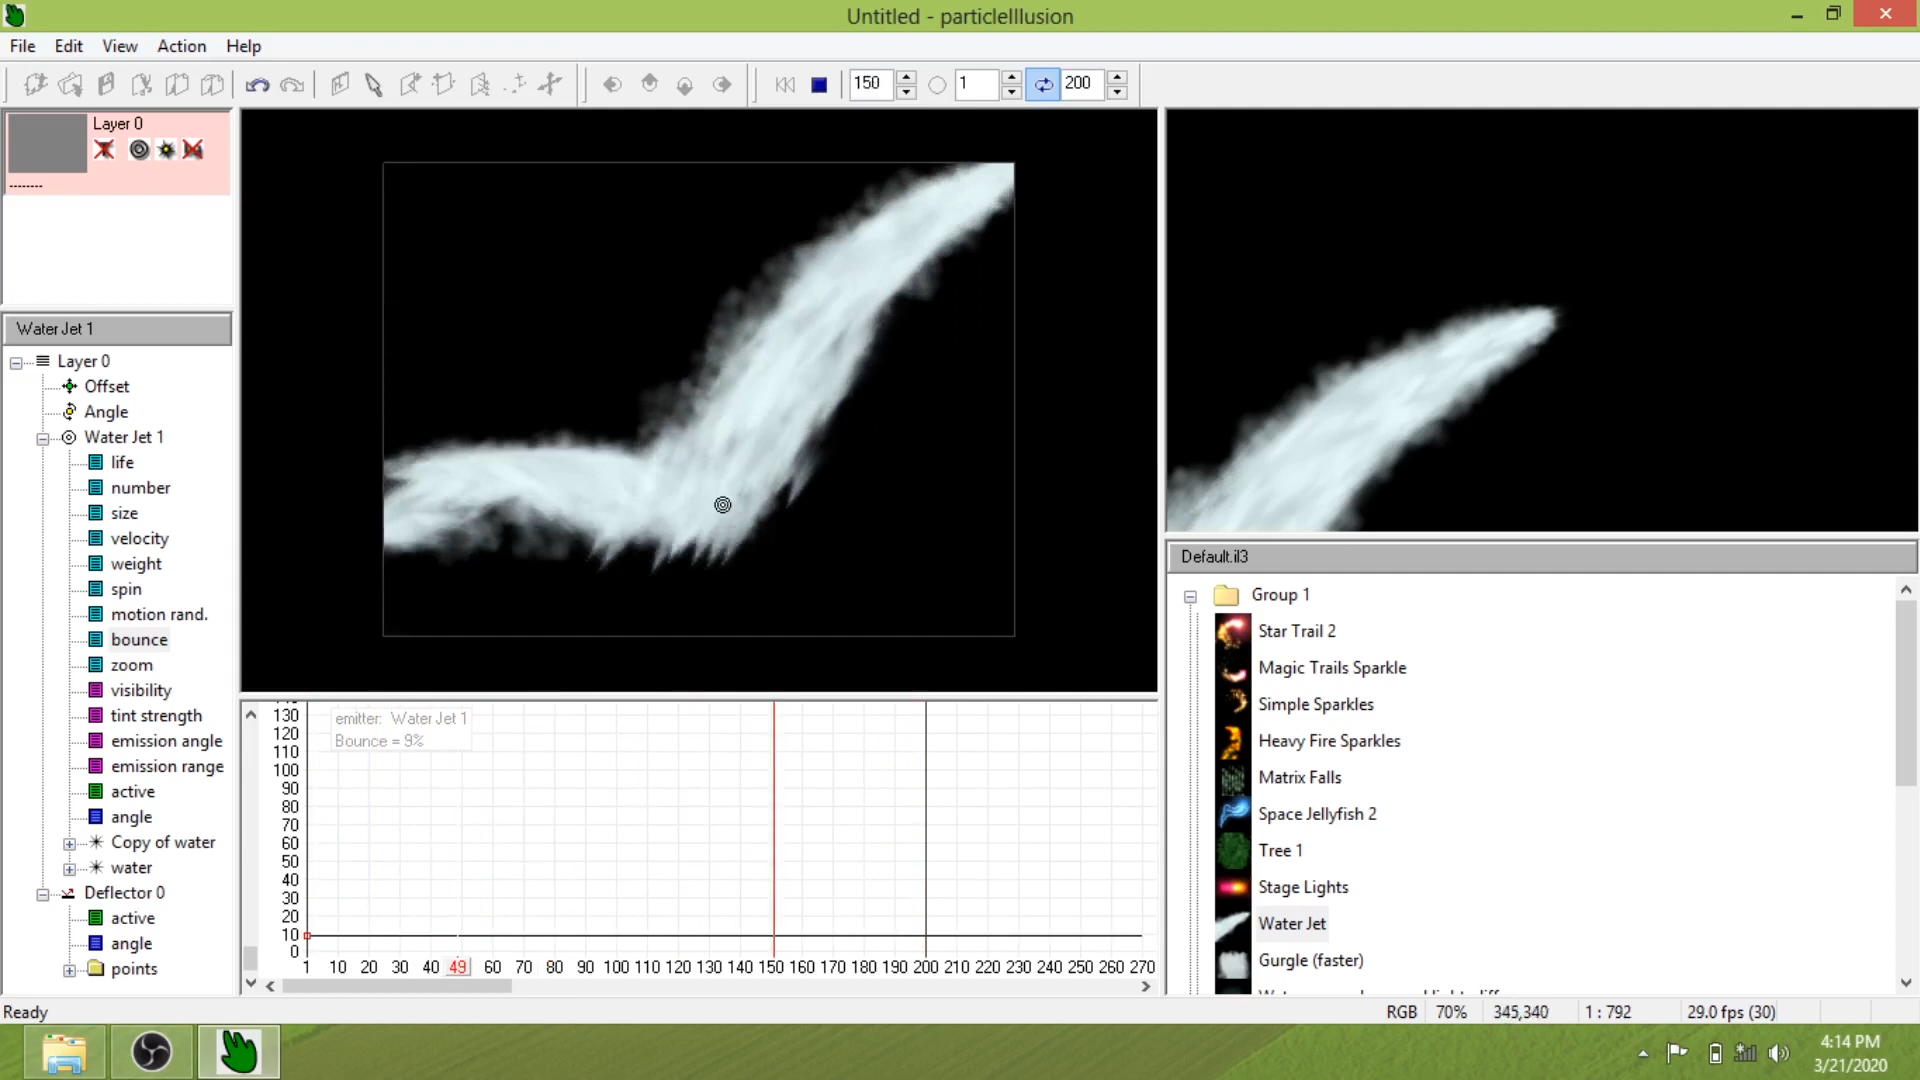 Untitled - particleIllusion
File Edit View Action Help
150 1 200
Layer 0
--------
Water Jet 1
Layer 0
Offset
Angle
Water Jet 1
life
number
size
velocity
weight
spin
motion rand.
bounce
zoom
visibility
tint strength
emission angle
emission range
active
angle
Copy of water
water
Deflector 0
active
angle
points
emitter: Water Jet 1
Bounce = 9%
130
120
110
100
90
80
70
60
50
40
30
20
10
0
1 10 20 30 40 49 60 70 80 90 100 110 120 130 140 150 160 170 180 190 200 210 220 230 240 250 260 270
Default.il3
Group 1
Star Trail 2
Magic Trails Sparkle
Simple Sparkles
Heavy Fire Sparkles
Matrix Falls
Space Jellyfish 2
Tree 1
Stage Lights
Water Jet
Gurgle (faster)
Ready
RGB 70% 345,340 1 : 792 29.0 fps (30)
4:14 PM
3/21/2020